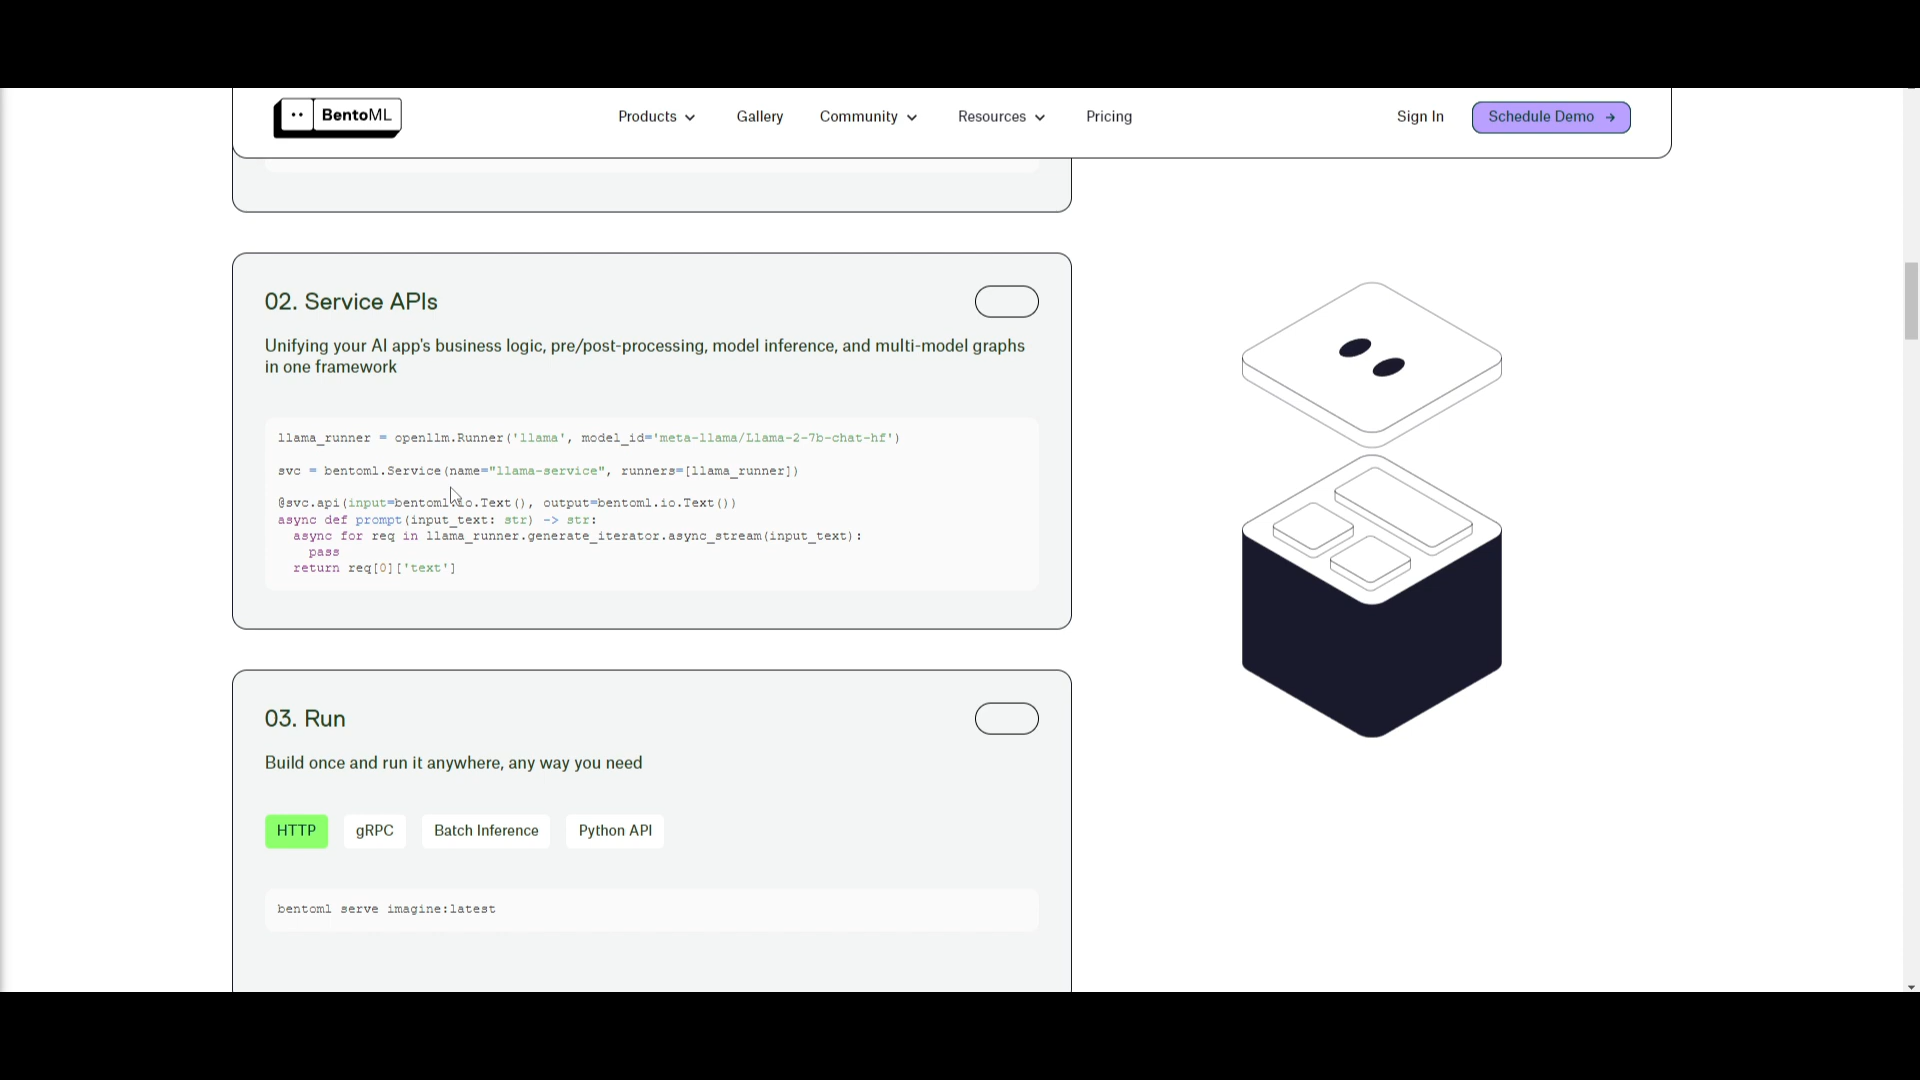 BentoML
Products
Gallery
Community
Resources
Pricing
Sign In
Schedule Demo →
02. Service APIs
Unifying your AI app's business logic, pre/post-processing, model inference, and multi-model graphs
in one framework
llama_runner = openllm.Runner('llama', model_id='meta-llama/Llama-2-7b-chat-hf')
svc = bentoml.Service(name="llama-service", runners=[llama_runner])
@svc.api(input=bentoml.io.Text(), output=bentoml.io.Text())
async def prompt(input_text: str) -> str:
async for req in llama_runner.generate_iterator.async_stream(input_text):
pass
return req[0]['text']
03. Run
Build once and run it anywhere, any way you need
HTTP
gRPC
Batch Inference
Python API
bentoml serve imagine:latest